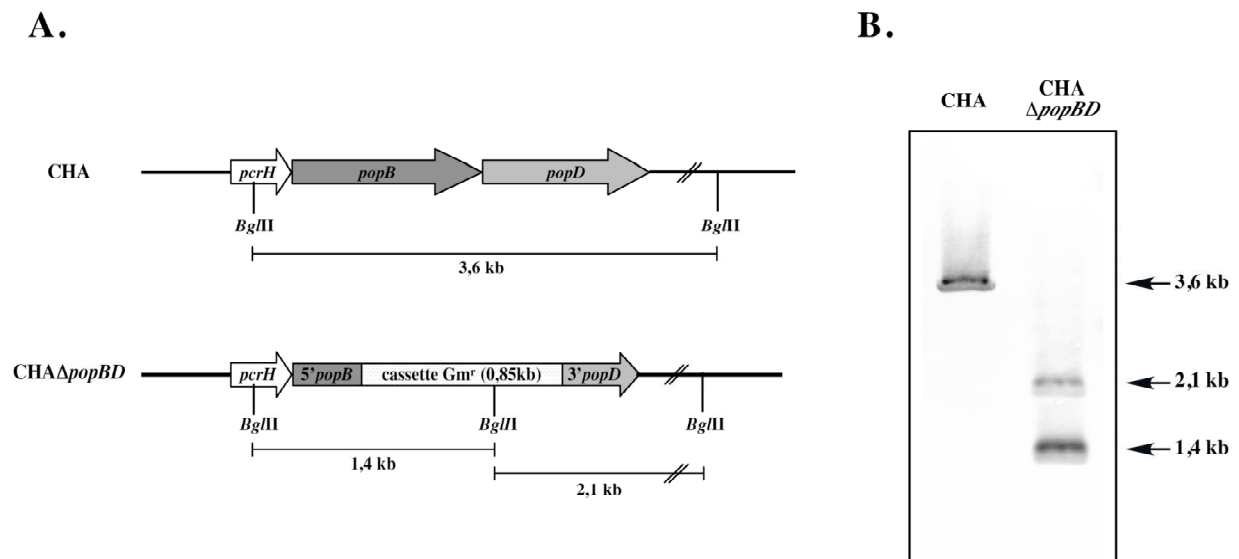 A.
CHA
pcrH popB popD
BglII BglII
3,6 kb
CHAΔpopBD
pcrH 5'popB cassette Gmʳ (0,85kb) 3'popD
BglII BglII BglII
1,4 kb
2,1 kb
B.
CHA CHA
ΔpopBD
3,6 kb
2,1 kb
1,4 kb